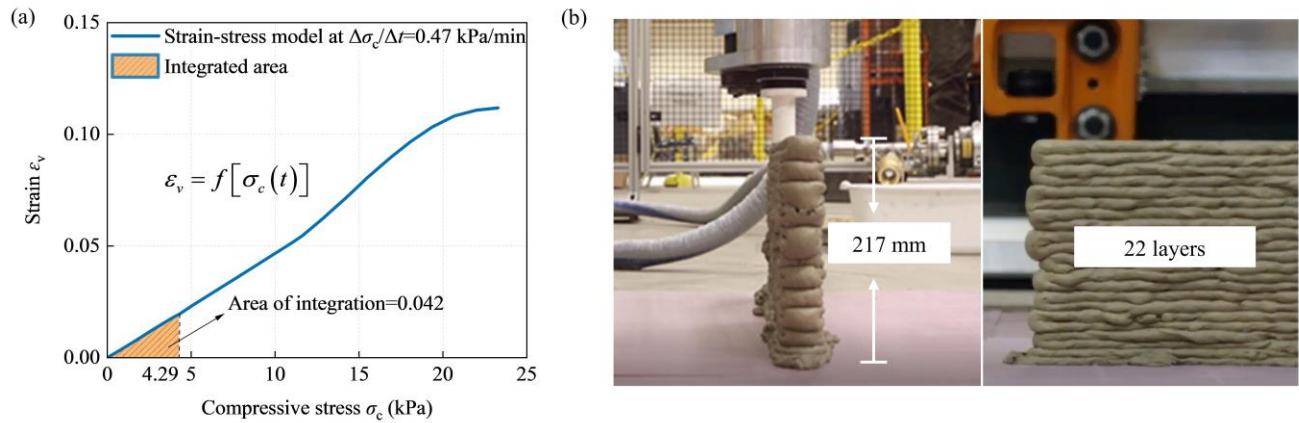 (a)
0.15
0.10
0.05
0.00
Strain εᵥ
Strain-stress model at Δσc/Δt=0.47 kPa/min
Integrated area
εᵥ = f[σc(t)]
Area of integration=0.042
0 4.29 5 10 15 20 25
Compressive stress σc (kPa)
(b)
217 mm
22 layers